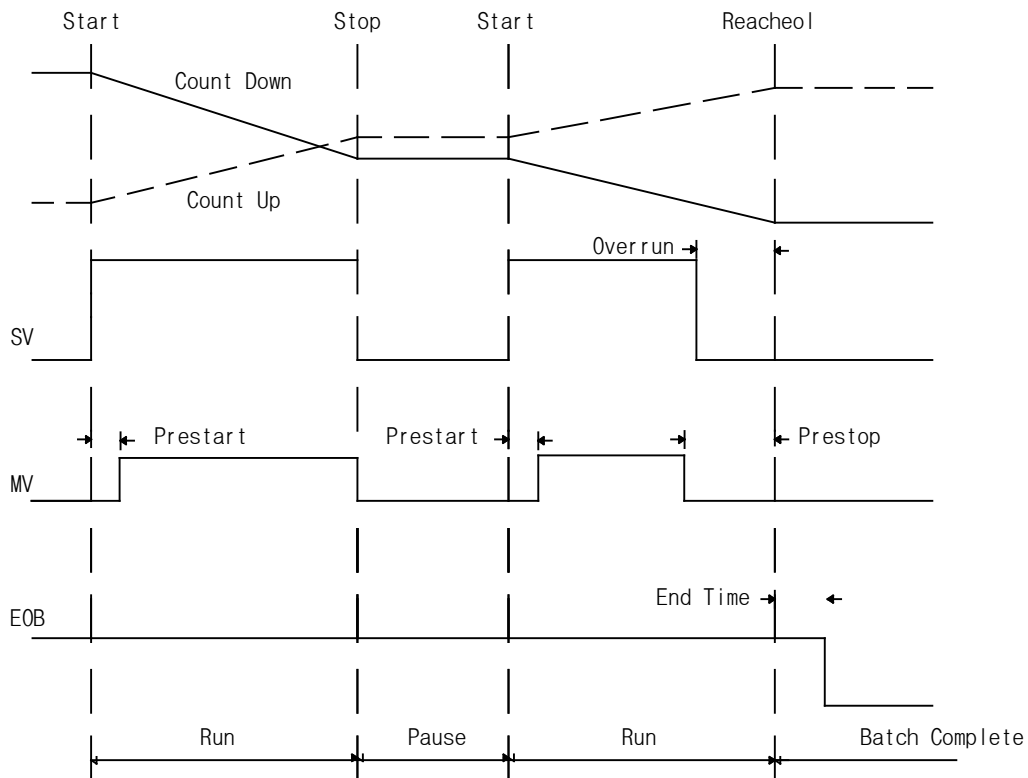 Start Stop Start Reacheol
Count Down
Count Up
Overrun
SV
Prestart Prestart Prestop
MV
End Time
EOB
Run Pause Run Batch Complete